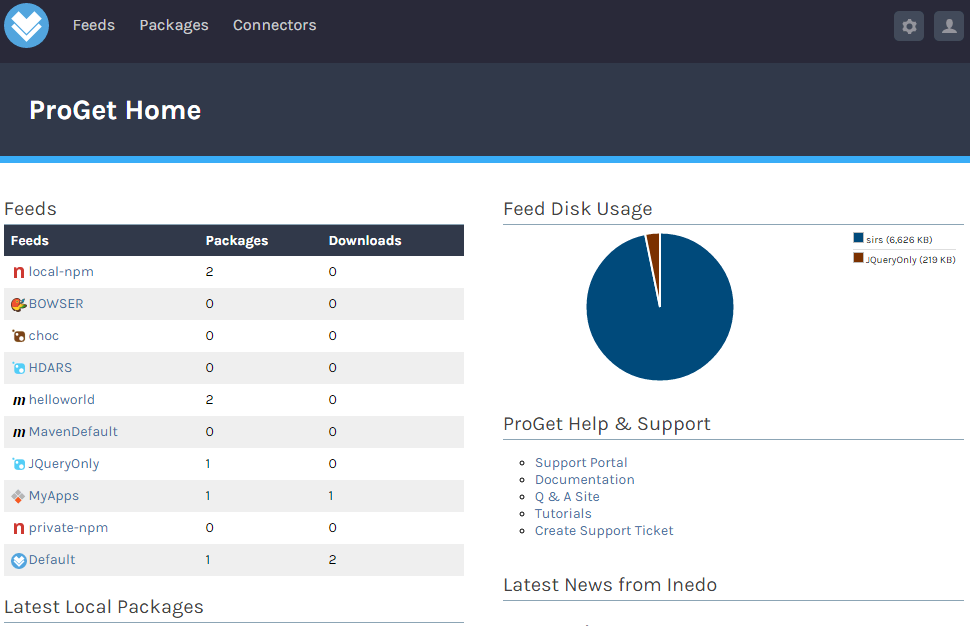 Feeds Packages Connectors
ProGet Home
Feeds
Feeds Packages Downloads
local-npm 2 0
BOWSER 0 0
choc 0 0
HDARS 0 0
helloworld 2 0
MavenDefault 0 0
JQueryOnly 1 0
MyApps 1 1
private-npm 0 0
Default 1 2
Latest Local Packages
Feed Disk Usage
sirs (6,626 KB)
JQueryOnly (219 KB)
ProGet Help & Support
Support Portal
Documentation
Q & A Site
Tutorials
Create Support Ticket
Latest News from Inedo